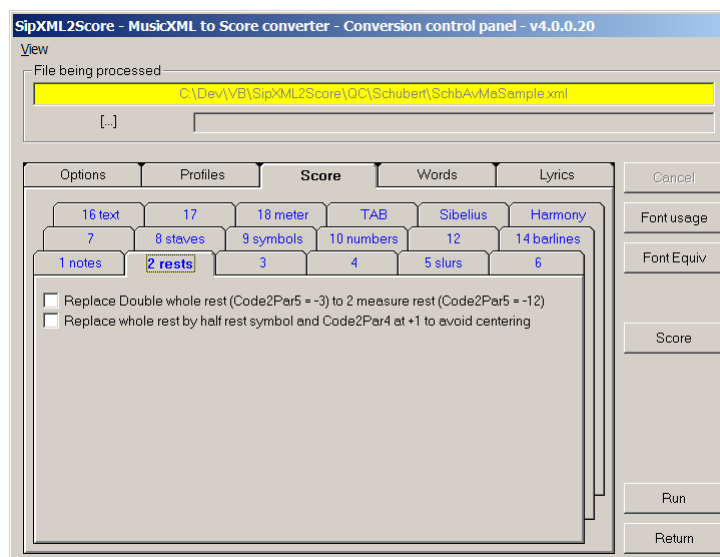 SipXML2Score - MusicXML to Score converter - Conversion control panel - v4.0.0.20
View
File being processed
C:\Dev\VB\SipXML2Score\QC\Schubert\SchbAvMaSample.xml
[...]
Options Profiles Score Words Lyrics
Cancel
16 text 17 18 meter TAB Sibelius Harmony
Font usage
7 8 staves 9 symbols 10 numbers 12 14 barlines
1 notes 2 rests 3 4 5 slurs 6
Font Equiv
Replace Double whole rest (Code2Par5 = -3) to 2 measure rest (Code2Par5 = -12)
Replace whole rest by half rest symbol and Code2Par4 at +1 to avoid centering
Score
Run
Return